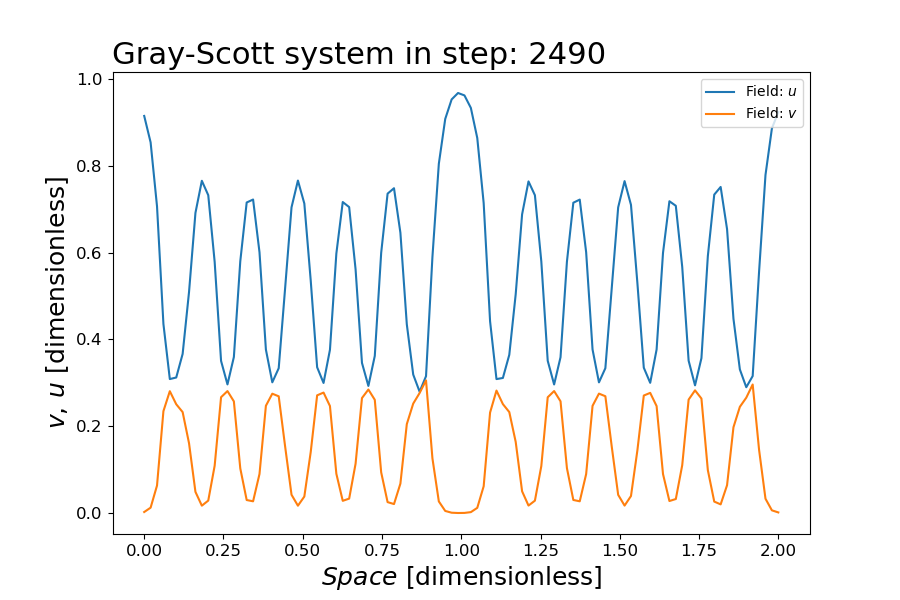 Gray-Scott system in step: 2490
Field: u
Field: v
1.0
0.8
0.6
0.4
0.2
0.0
v, u [dimensionless]
0.00 0.25 0.50 0.75 1.00 1.25 1.50 1.75 2.00
Space [dimensionless]